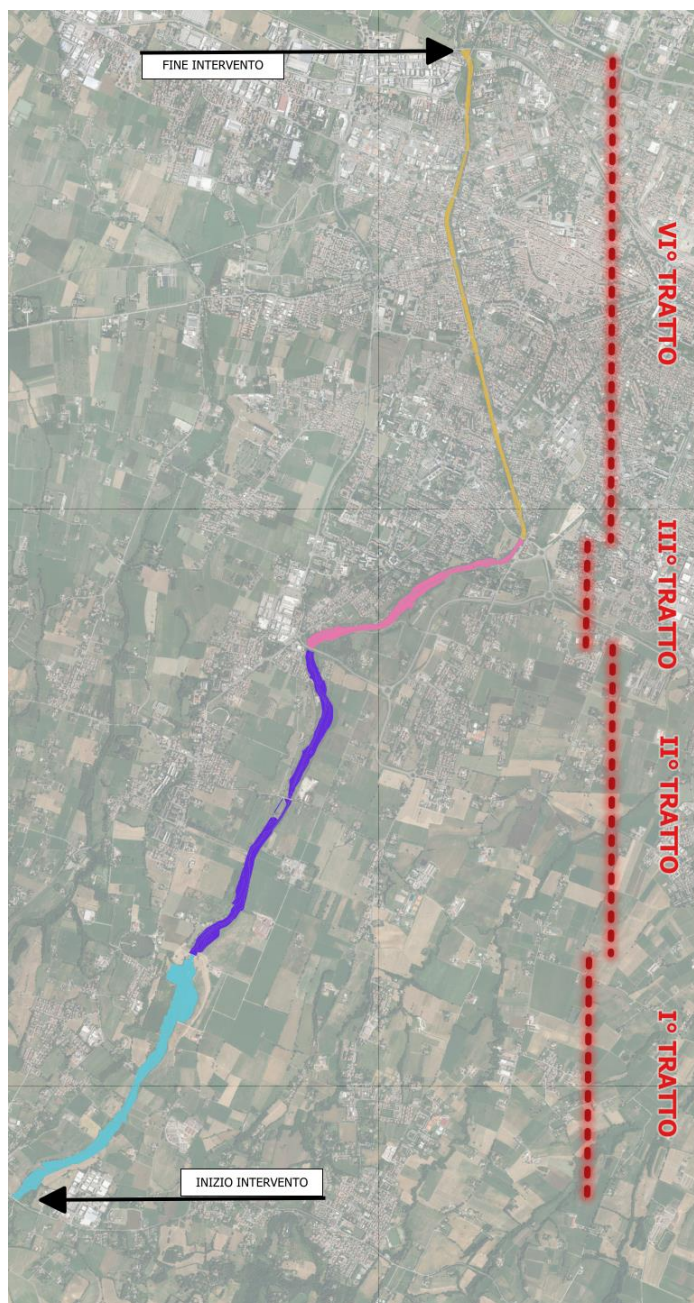 FINE INTERVENTO
VI° TRATTO
III° TRATTO
II° TRATTO
I° TRATTO
INIZIO INTERVENTO